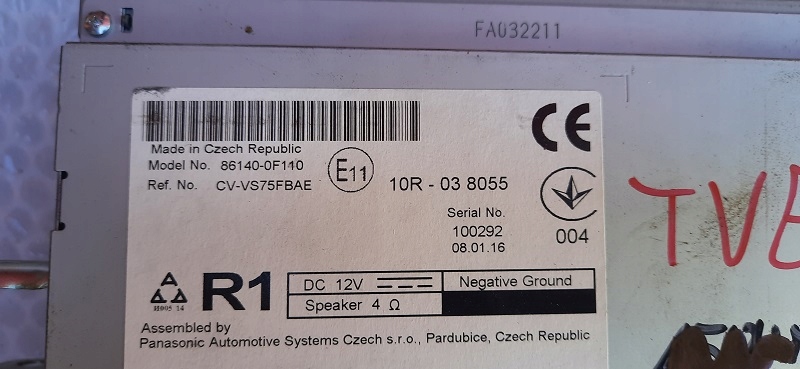 FA032211
Made in Czech Republic
Model No. 86140-0F110
Ref. No. CV-VS75FBAE
E11
10R - 03 8055
CE
Serial No.
100292
08.01.16
004
TVE
R1
DC 12V
Negative Ground
Speaker 4 Ω
Assembled by
Panasonic Automotive Systems Czech s.r.o., Pardubice, Czech Republic